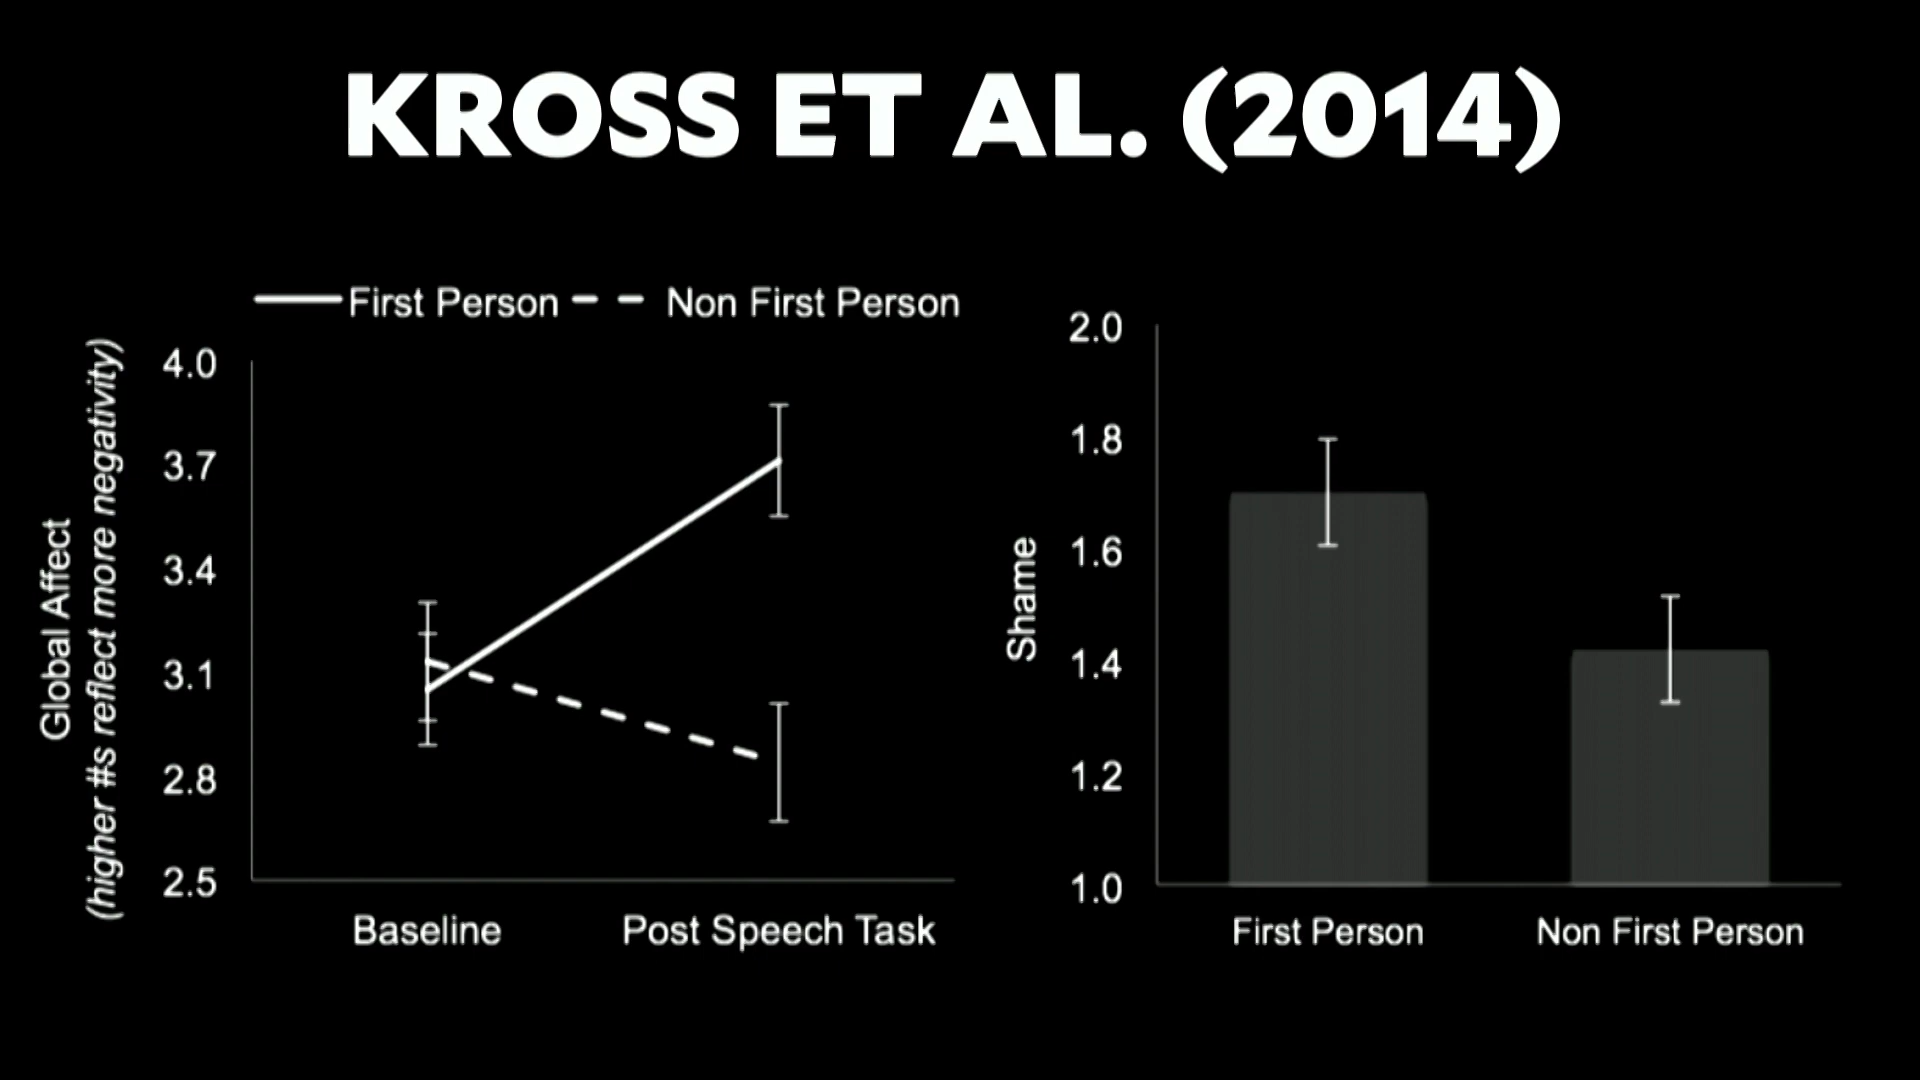 KROSS ET AL. (2014)
First Person Non First Person
Global Affect
(higher #s reflect more negativity)
4.0
3.7
3.4
3.1
2.8
2.5
Baseline Post Speech Task
Shame
2.0
1.8
1.6
1.4
1.2
1.0
First Person Non First Person